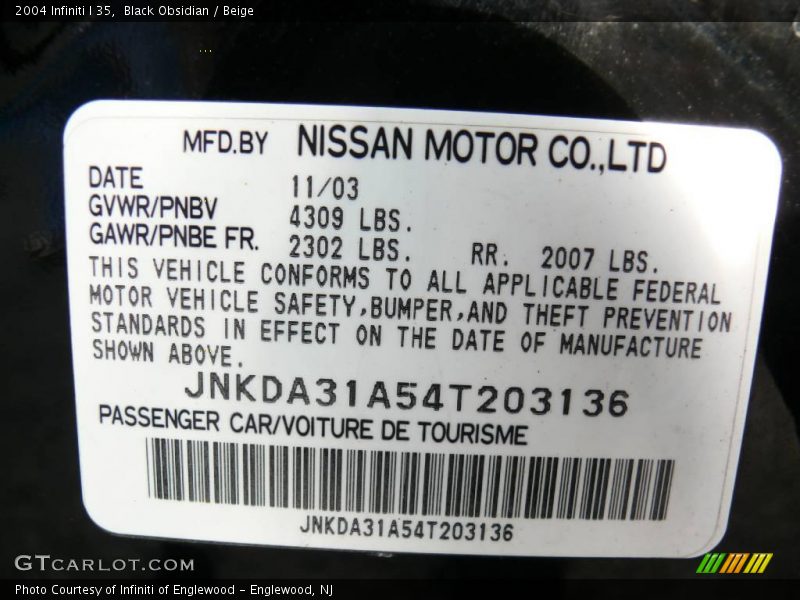 2004 Infiniti I 35, Black Obsidian / Beige
MFD.BY NISSAN MOTOR CO.,LTD
DATE 11/03
GVWR/PNBV 4309 LBS.
GAWR/PNBE FR. 2302 LBS. RR. 2007 LBS.
THIS VEHICLE CONFORMS TO ALL APPLICABLE FEDERAL
MOTOR VEHICLE SAFETY,BUMPER,AND THEFT PREVENTION
STANDARDS IN EFFECT ON THE DATE OF MANUFACTURE
SHOWN ABOVE.
JNKDA31A54T203136
PASSENGER CAR/VOITURE DE TOURISME
JNKDA31A54T203136
GTCARLOT.COM
Photo Courtesy of Infiniti of Englewood - Englewood, NJ